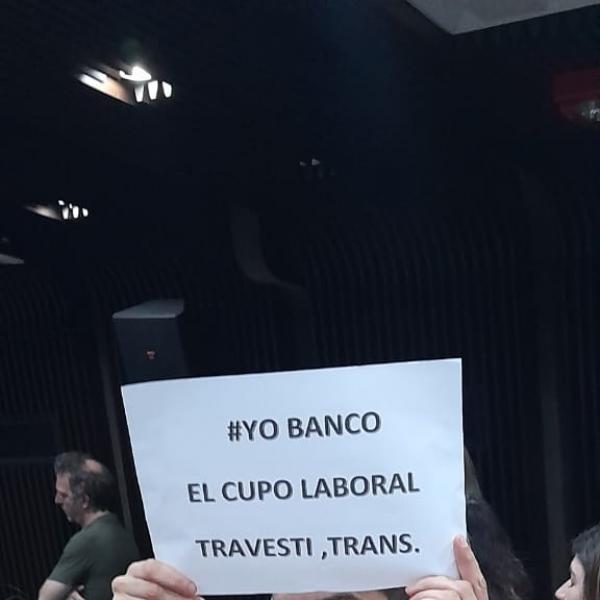 #YO BANCO
EL CUPO LABORAL
TRAVESTI ,TRANS.